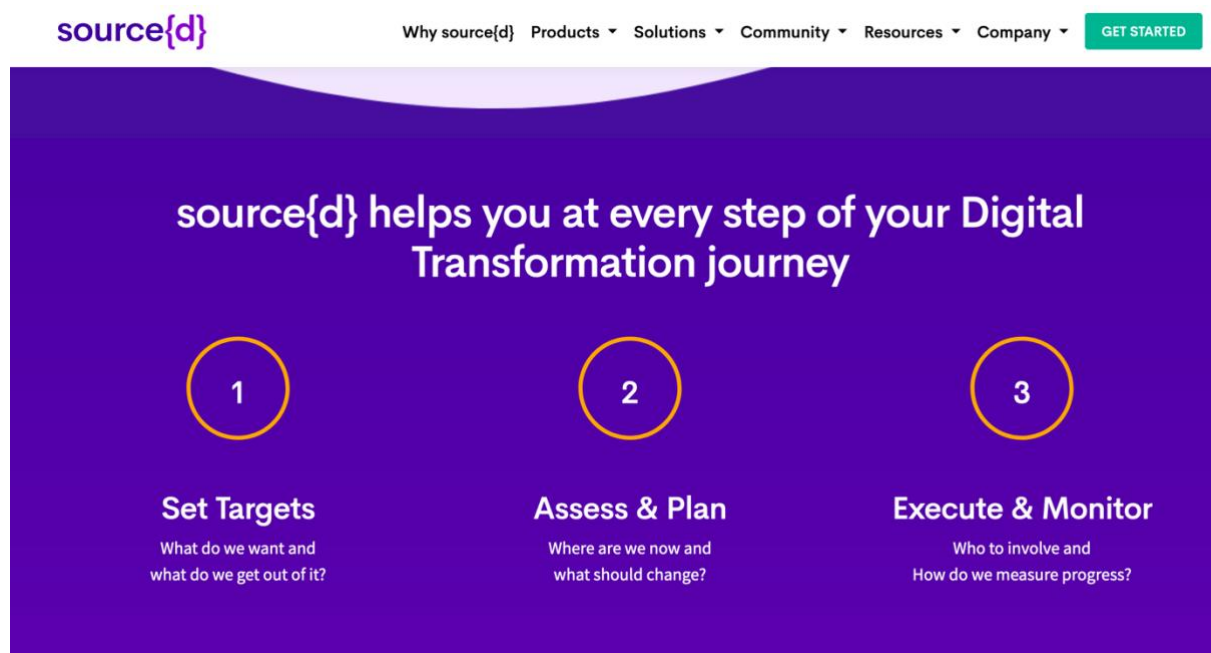 source{d}
Why source{d} Products Solutions Community Resources Company GET STARTED
source{d} helps you at every step of your Digital
Transformation journey
1
2
3
Set Targets
What do we want and
what do we get out of it?
Assess & Plan
Where are we now and
what should change?
Execute & Monitor
Who to involve and
How do we measure progress?